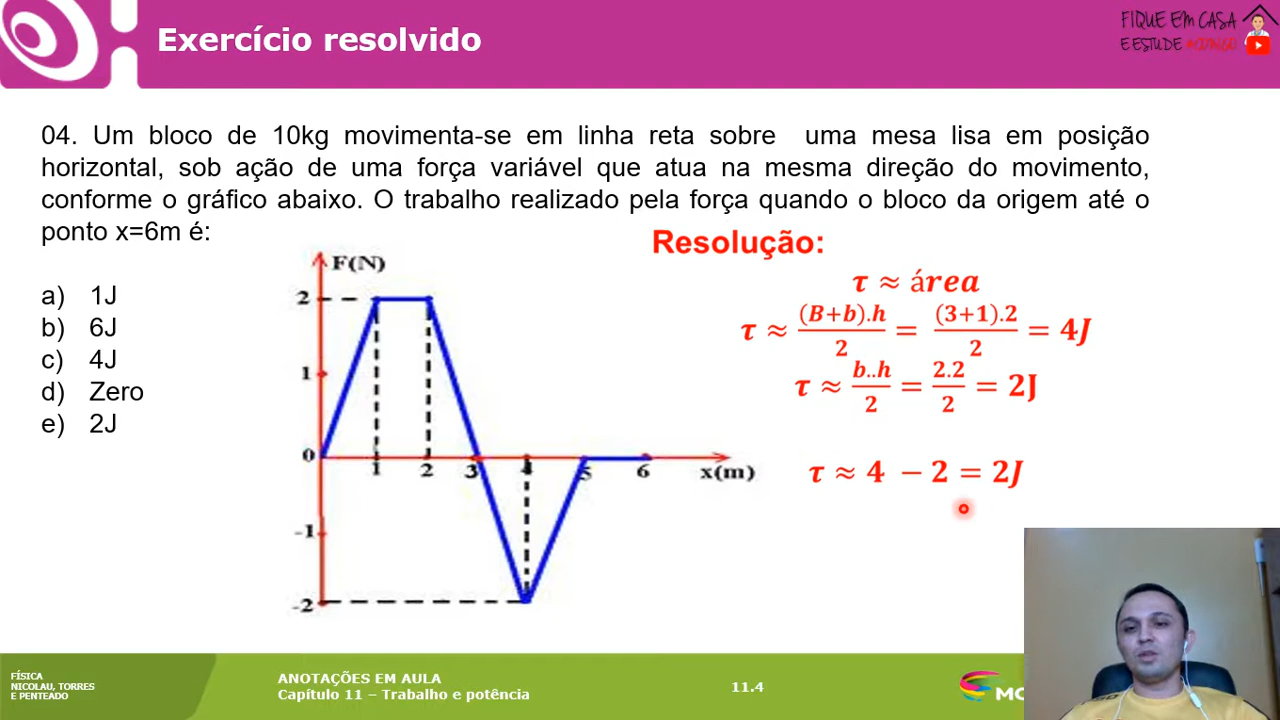 Exercício resolvido
FIQUE EM CASA
E ESTUDE HIDALGO
04. Um bloco de 10kg movimenta-se em linha reta sobre uma mesa lisa em posição
horizontal, sob ação de uma força variável que atua na mesma direção do movimento,
conforme o gráfico abaixo. O trabalho realizado pela força quando o bloco da origem até o
ponto x=6m é:
a) 1J
b) 6J
c) 4J
d) Zero
e) 2J
F(N)
2
1
0
-1
-2
1 2 3 4 5 6 x(m)
Resolução:
τ ≈ área
τ ≈ (B+b).h/2 = (3+1).2/2 = 4J
τ ≈ b..h/2 = 2.2/2 = 2J
τ ≈ 4 − 2 = 2J
FÍSICA
NICOLAU, TORRES
E PENTEADO
ANOTAÇÕES EM AULA
Capítulo 11 – Trabalho e potência
11.4